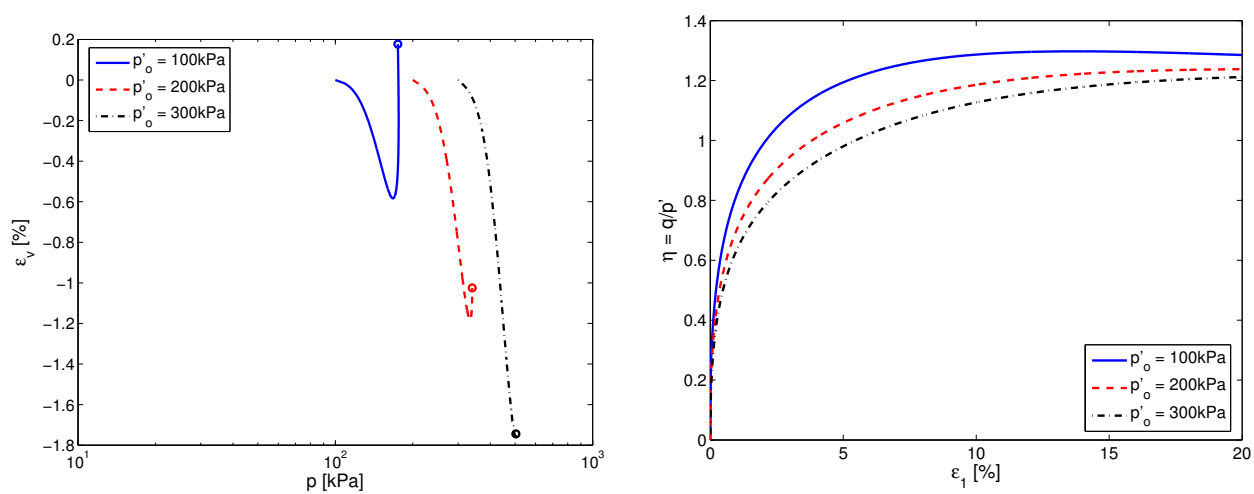 0.2
0
−0.2
−0.4
−0.6
−0.8
−1
−1.2
−1.4
−1.6
−1.8
ε_v [%]
p'_o = 100kPa
p'_o = 200kPa
p'_o = 300kPa
10^1
10^2
10^3
p [kPa]
1.4
1.2
1
0.8
0.6
0.4
0.2
0
η = q/p'
p'_o = 100kPa
p'_o = 200kPa
p'_o = 300kPa
0
5
10
15
20
ε_1 [%]